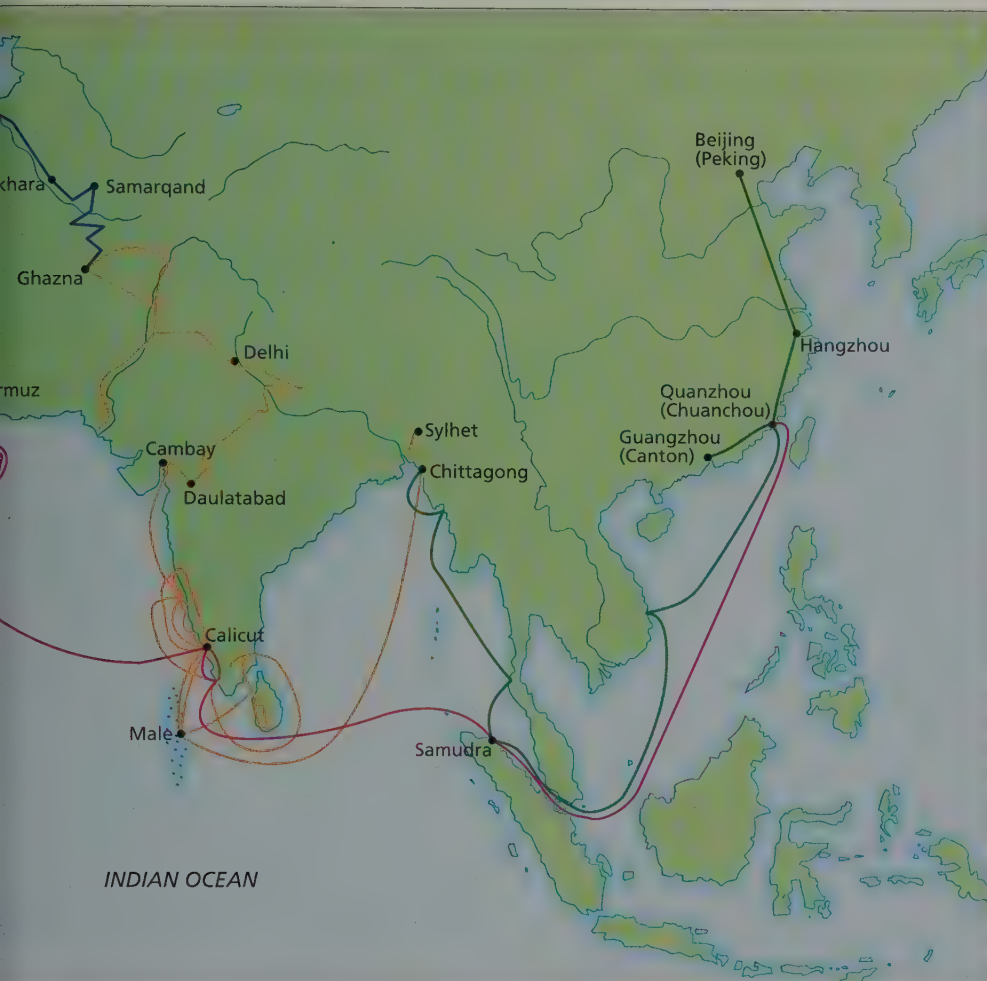 Beijing
(Peking)
khara
Samarqand
Ghazna
Hangzhou
Delhi
rmuz
Quanzhou
(Chuanchou)
Sylhet
Guangzhou
(Canton)
Cambay
Chittagong
Daulatabad
Calicut
Male
Samudra
INDIAN OCEAN